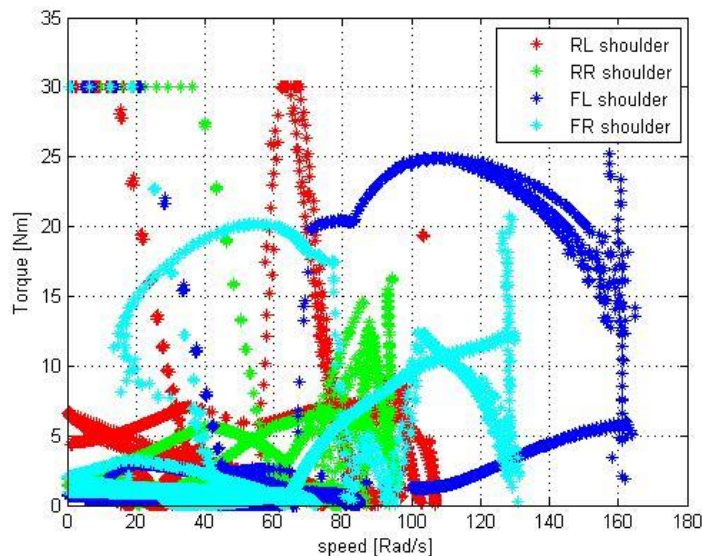 35
30
25
20
15
10
5
0
Torque [Nm]
0 20 40 60 80 100 120 140 160 180
speed [Rad/s]
RL shoulder
RR shoulder
FL shoulder
FR shoulder